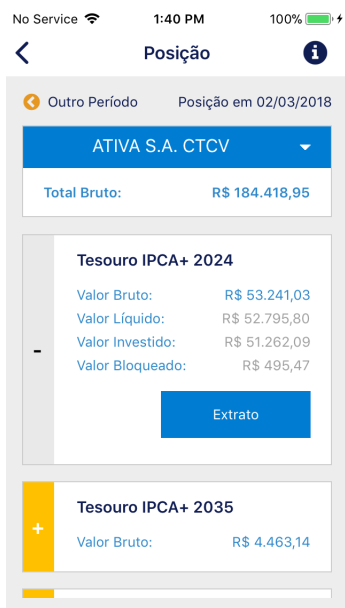 No Service 1:40 PM 100%
Posição
Outro Período Posição em 02/03/2018
ATIVA S.A. CTCV
Total Bruto: R$ 184.418,95
Tesouro IPCA+ 2024
Valor Bruto: R$ 53.241,03
Valor Líquido: R$ 52.795,80
Valor Investido: R$ 51.262,09
- Valor Bloqueado: R$ 495,47
Extrato
Tesouro IPCA+ 2035
+ Valor Bruto: R$ 4.463,14